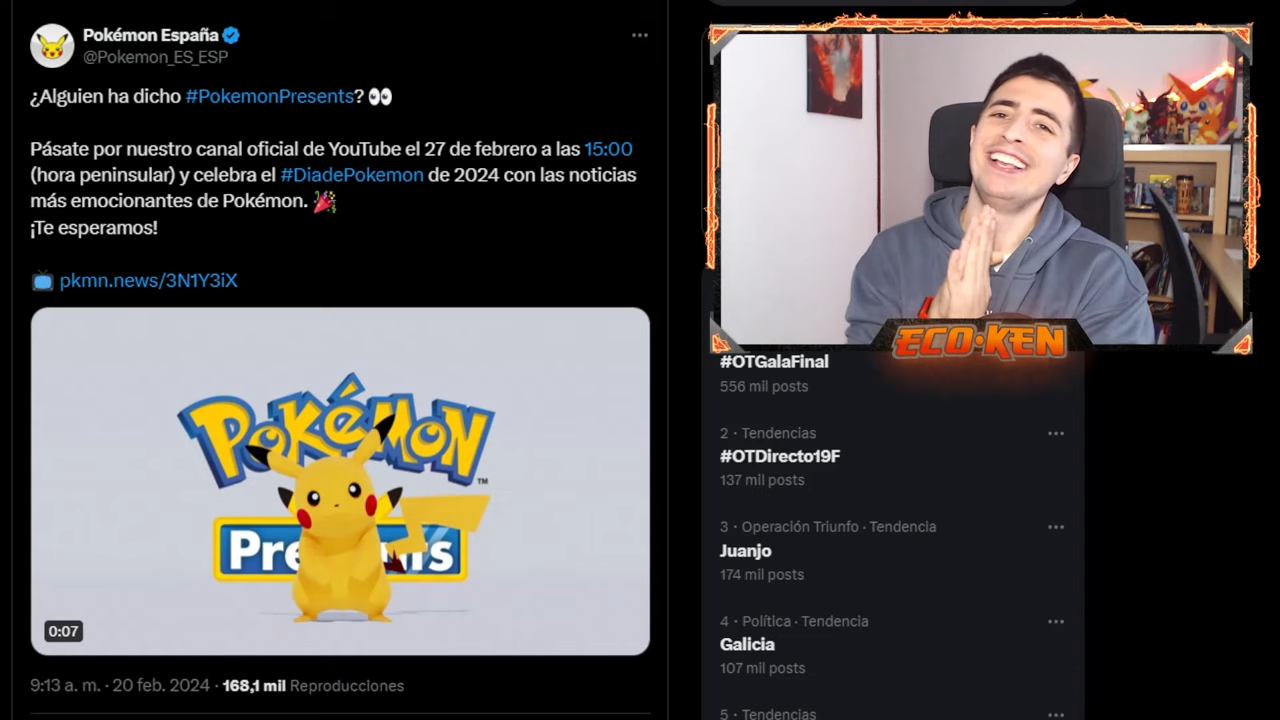 Pokémon España
@Pokemon_ES_ESP
¿Alguien ha dicho #PokemonPresents? 👀
Pásate por nuestro canal oficial de YouTube el 27 de febrero a las 15:00
(hora peninsular) y celebra el #DiadePokemon de 2024 con las noticias
más emocionantes de Pokémon. 🎉
¡Te esperamos!
📺 pkmn.news/3N1Y3iX
POKéMON
TM
Pre
ts
0:07
9:13 a. m. · 20 feb. 2024 · 168,1 mil Reproducciones
ECO·KEN
#OTGalaFinal
556 mil posts
2 · Tendencias
#OTDirecto19F
137 mil posts
3 · Operación Triunfo · Tendencia
Juanjo
174 mil posts
4 · Política · Tendencia
Galicia
107 mil posts
5 · Tendencias